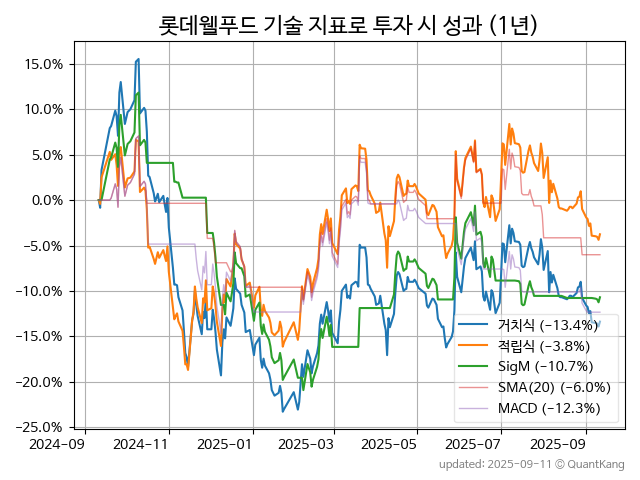 롯데웰푸드 기술 지표로 투자 시 성과 (1년)
15.0%
10.0%
5.0%
0.0%
−5.0%
−10.0%
−15.0%
−20.0%
−25.0%
거치식 (−13.4%)
적립식 (−3.8%)
SigM (−10.7%)
SMA(20) (−6.0%)
MACD (−12.3%)
2024-09
2024-11
2025-01
2025-03
2025-05
2025-07
2025-09
updated: 2025-09-11 © QuantKang